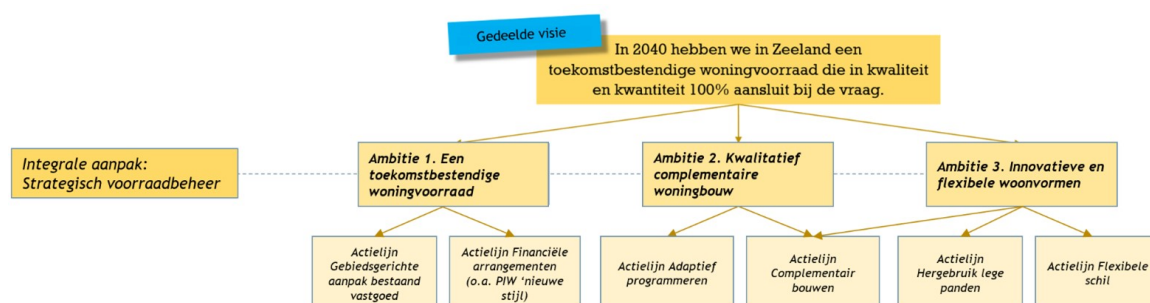 Gedeelde visie
In 2040 hebben we in Zeeland een
toekomstbestendige woningvoorraad die in kwaliteit
en kwantiteit 100% aansluit bij de vraag.
Integrale aanpak:
Strategisch voorraadbeheer
Ambitie 1. Een
toekomstbestendige
woningvoorraad
Ambitie 2. Kwalitatief
complementaire
woningbouw
Ambitie 3. Innovatieve en
flexibele woonvormen
Actielijn
Gebiedsgerichte
aanpak bestaand
vastgoed
Actielijn Financiële
arrangementen
(o.a. PIW ‘nieuwe
stijl)
Actielijn Adaptief
programmeren
Actielijn
Complementair
bouwen
Actielijn
Hergebruik lege
panden
Actielijn Flexibele
schil